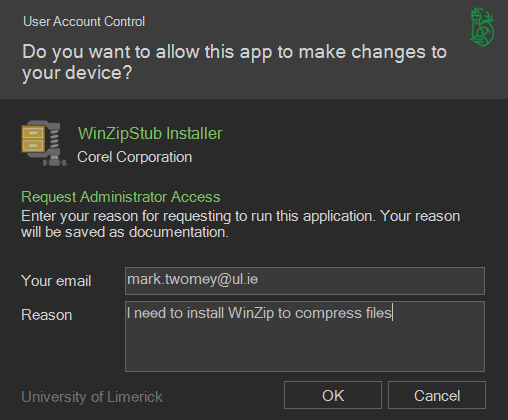 User Account Control
Do you want to allow this app to make changes to
your device?
WinZipStub Installer
Corel Corporation
Request Administrator Access
Enter your reason for requesting to run this application. Your reason
will be saved as documentation.
Your email
mark.twomey@ul.ie
Reason
I need to install WinZip to compress files
University of Limerick
OK
Cancel